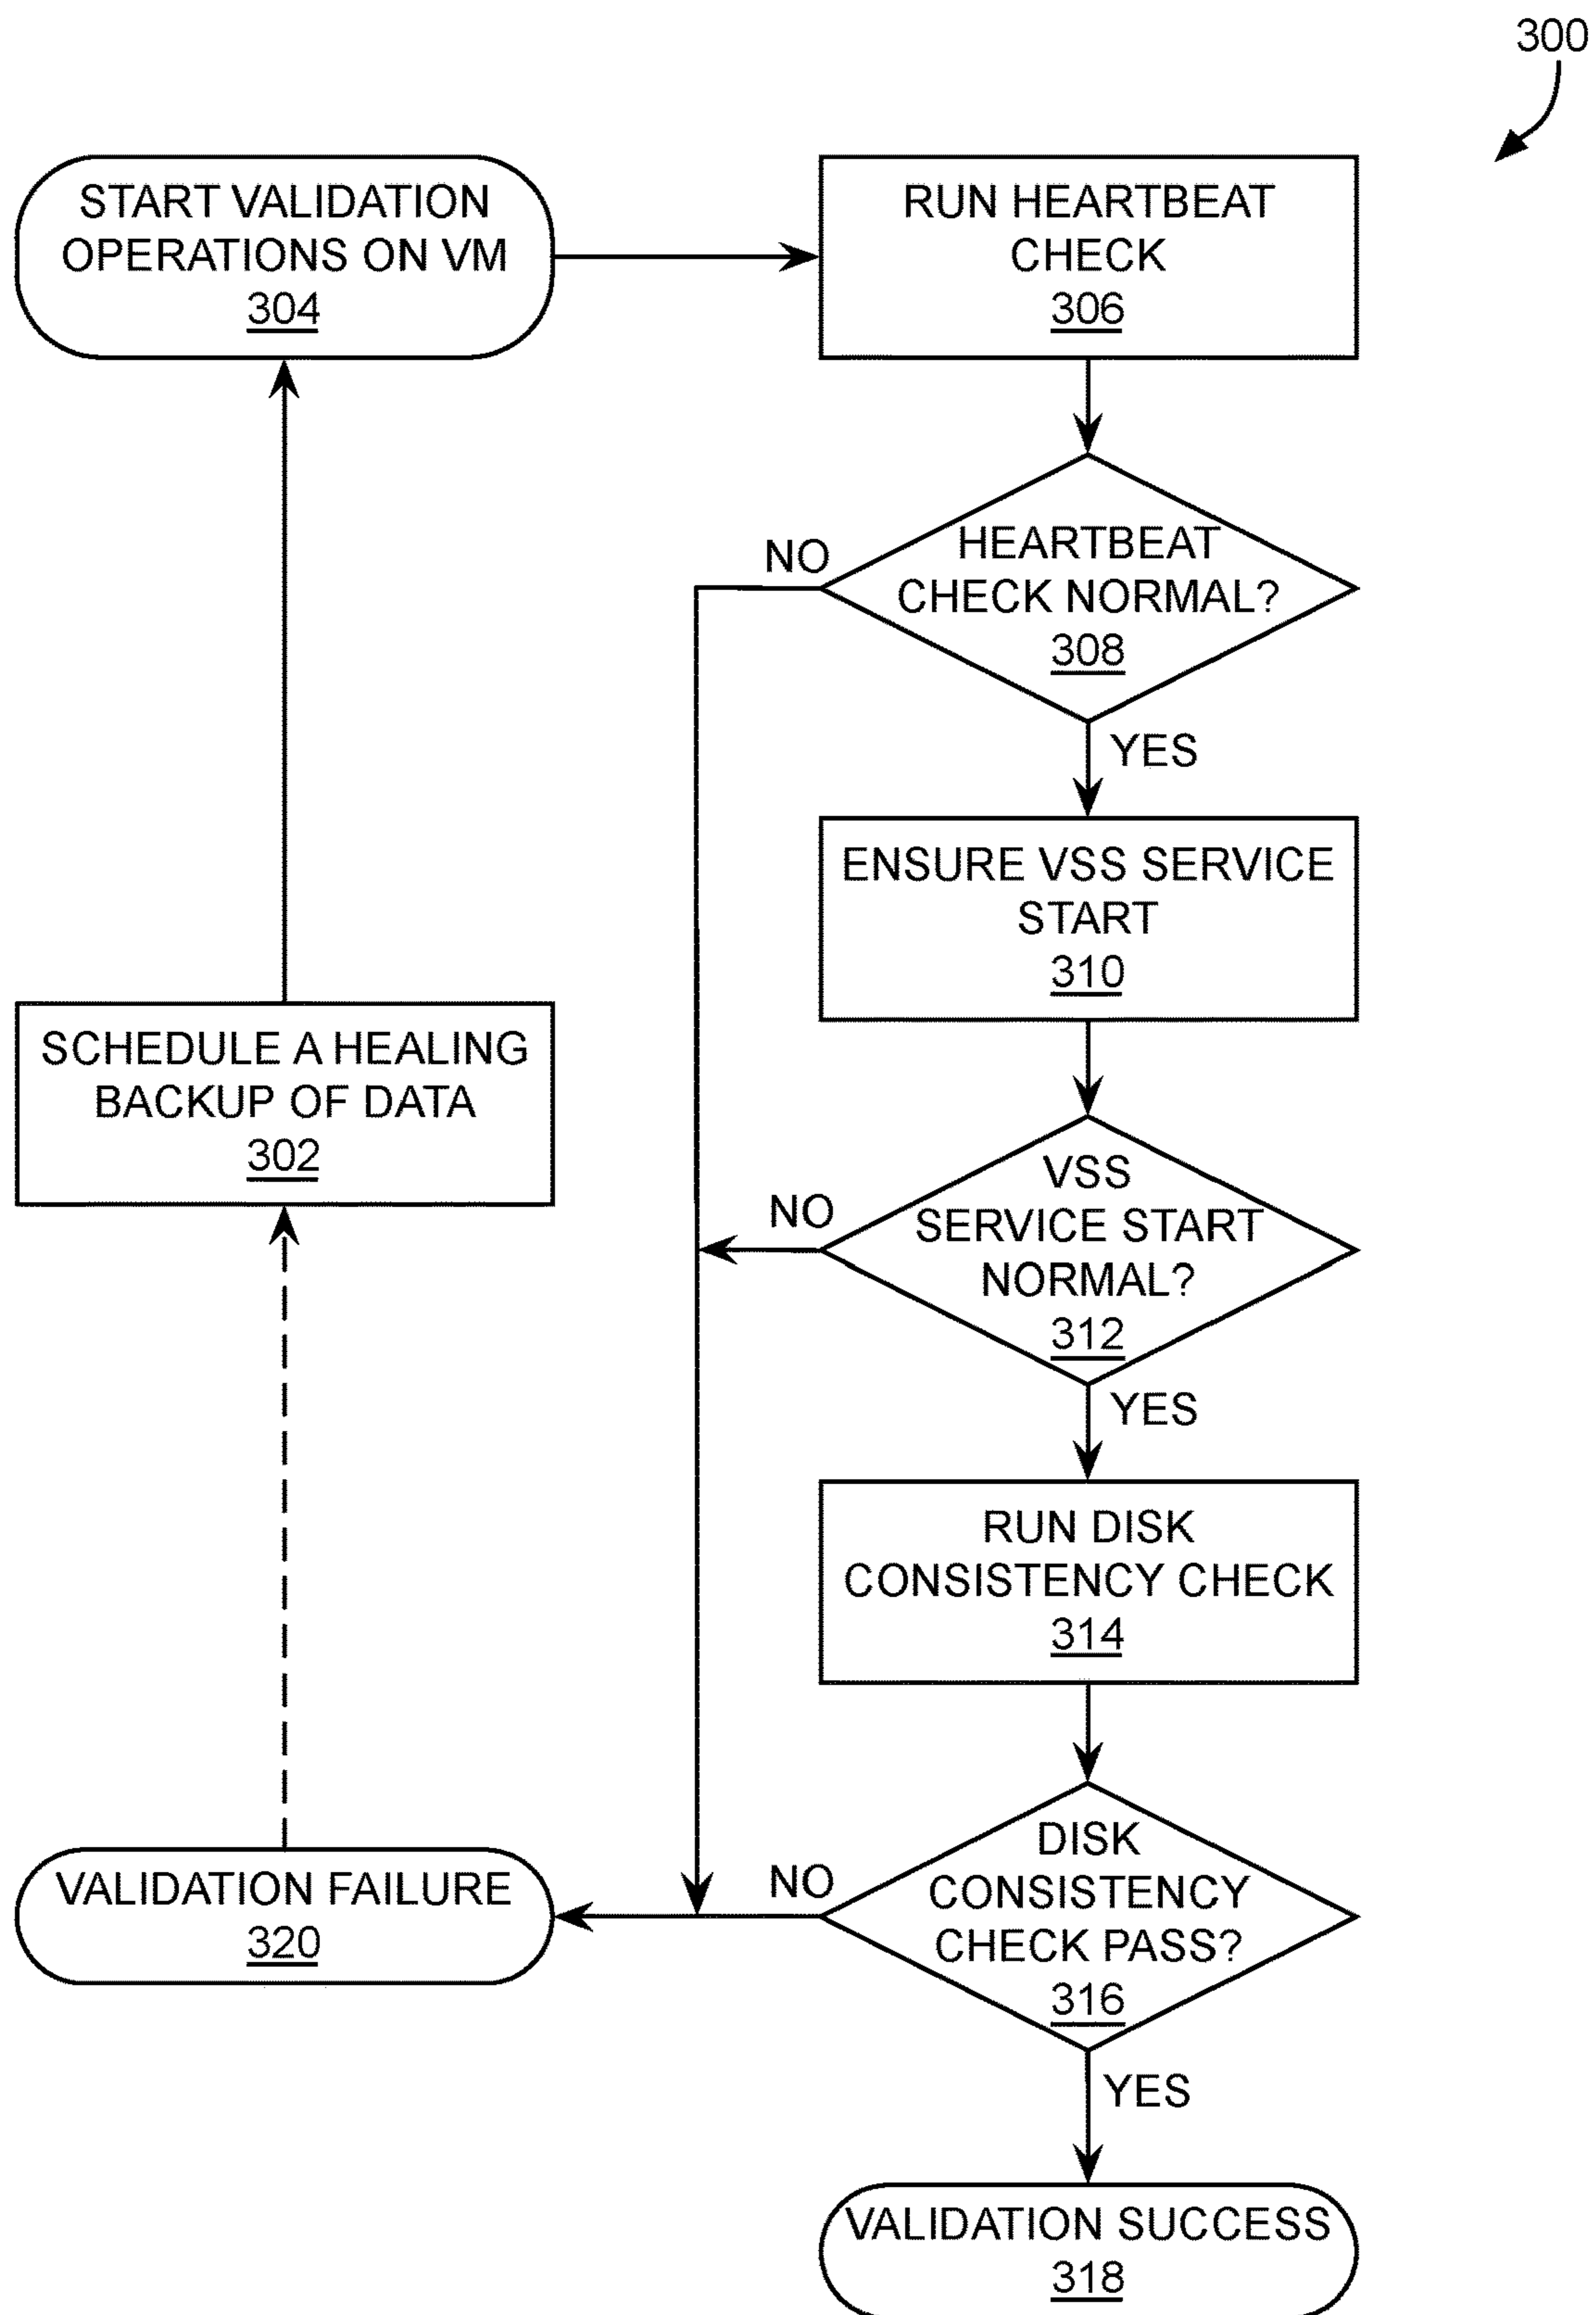 300
START VALIDATION
OPERATIONS ON VM
304
RUN HEARTBEAT
CHECK
306
HEARTBEAT
CHECK NORMAL?
308
NO
YES
ENSURE VSS SERVICE
START
310
SCHEDULE A HEALING
BACKUP OF DATA
302
VSS
SERVICE START
NORMAL?
312
NO
YES
RUN DISK
CONSISTENCY CHECK
314
DISK
CONSISTENCY
CHECK PASS?
316
NO
VALIDATION FAILURE
320
YES
VALIDATION SUCCESS
318